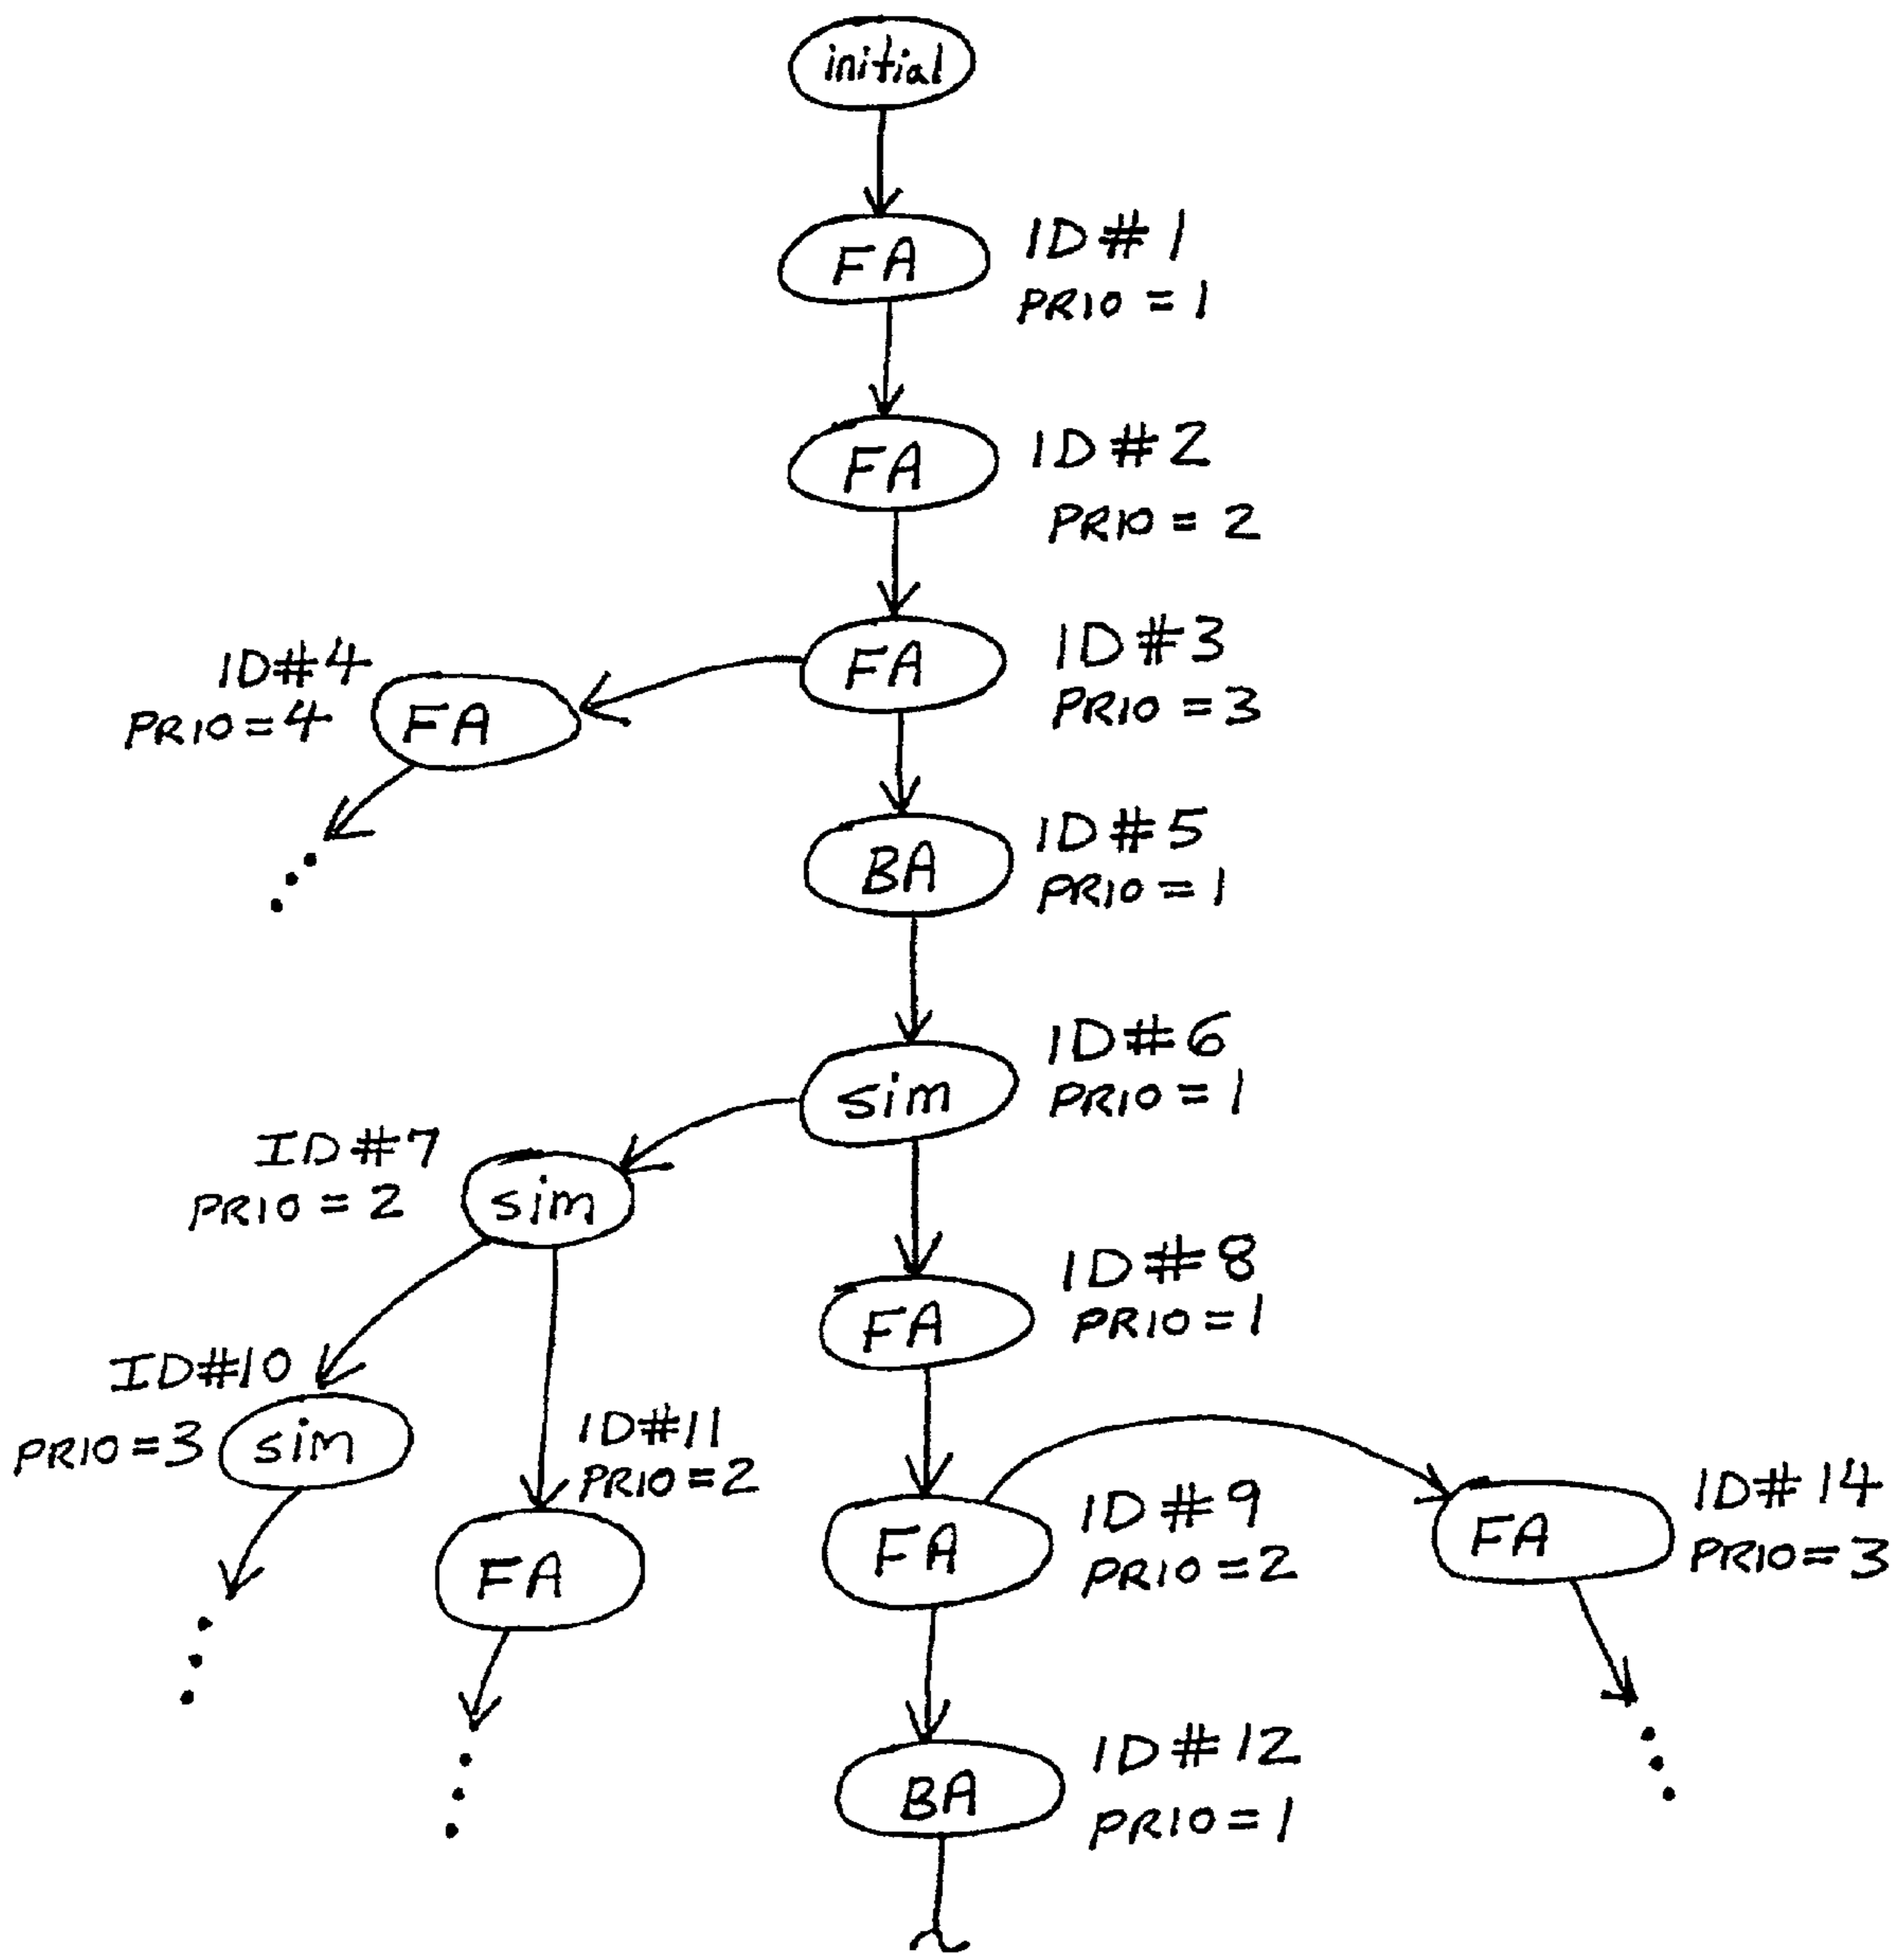 initial
FA
ID#1
PRIO=1
FA
ID#2
PRIO=2
FA
ID#3
PRIO=3
ID#4
PRIO=4
FA
BA
ID#5
PRIO=1
sim
ID#6
PRIO=1
ID#7
PRIO=2
sim
FA
ID#8
PRIO=1
ID#10
PRIO=3
sim
ID#11
PRIO=2
FA
FA
ID#9
PRIO=2
FA
ID#14
PRIO=3
BA
ID#12
PRIO=1